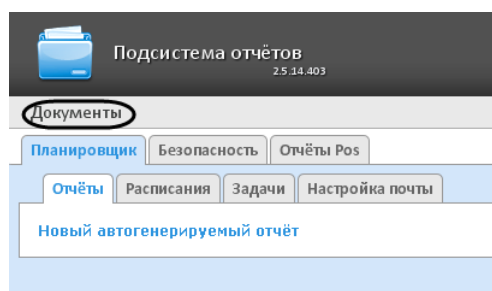 Подсистема отчётов
2.5.14.403
Документы
Планировщик Безопасность Отчёты Pos
Отчёты Расписания Задачи Настройка почты
Новый автогенерируемый отчёт